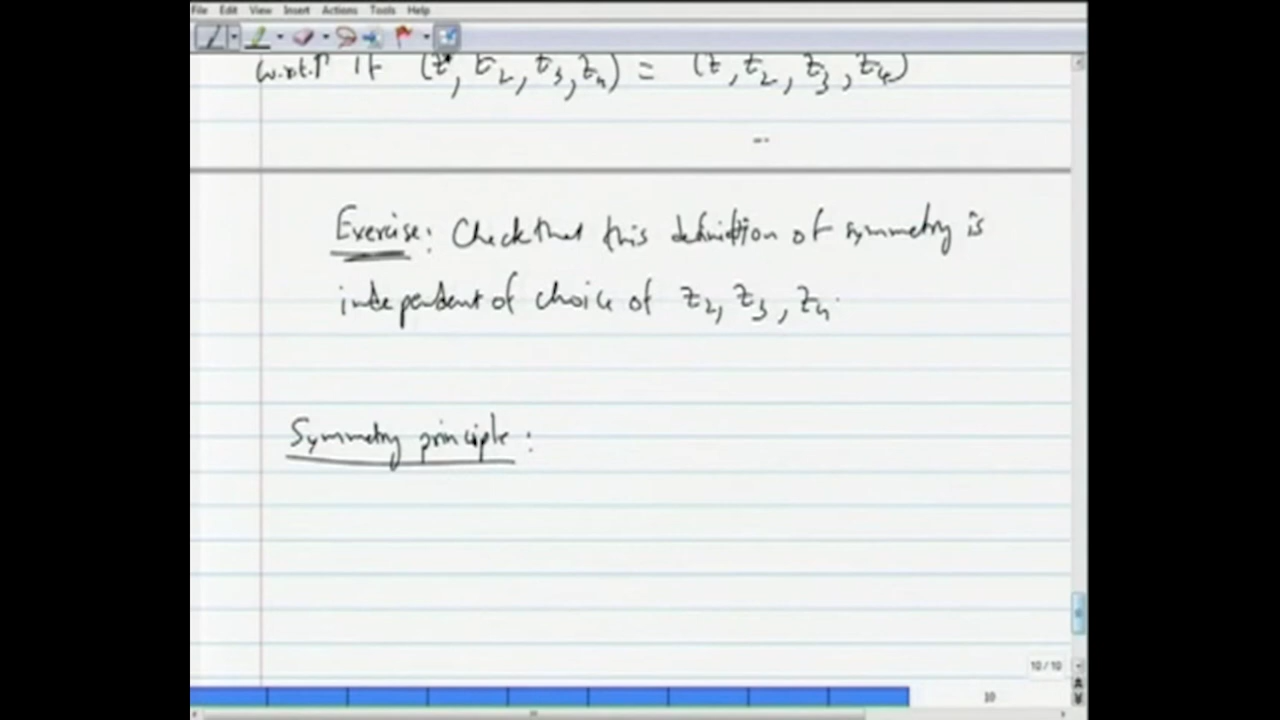 File Edit View Insert Actions Tools Help
w.r.t. Γ if (z*, z2, z3, z4) = (z, z2, z3, z4)
Exercise: Check that this definition of symmetry is
independent of choice of z2, z3, z4.
Symmetry principle:
10 / 10
10